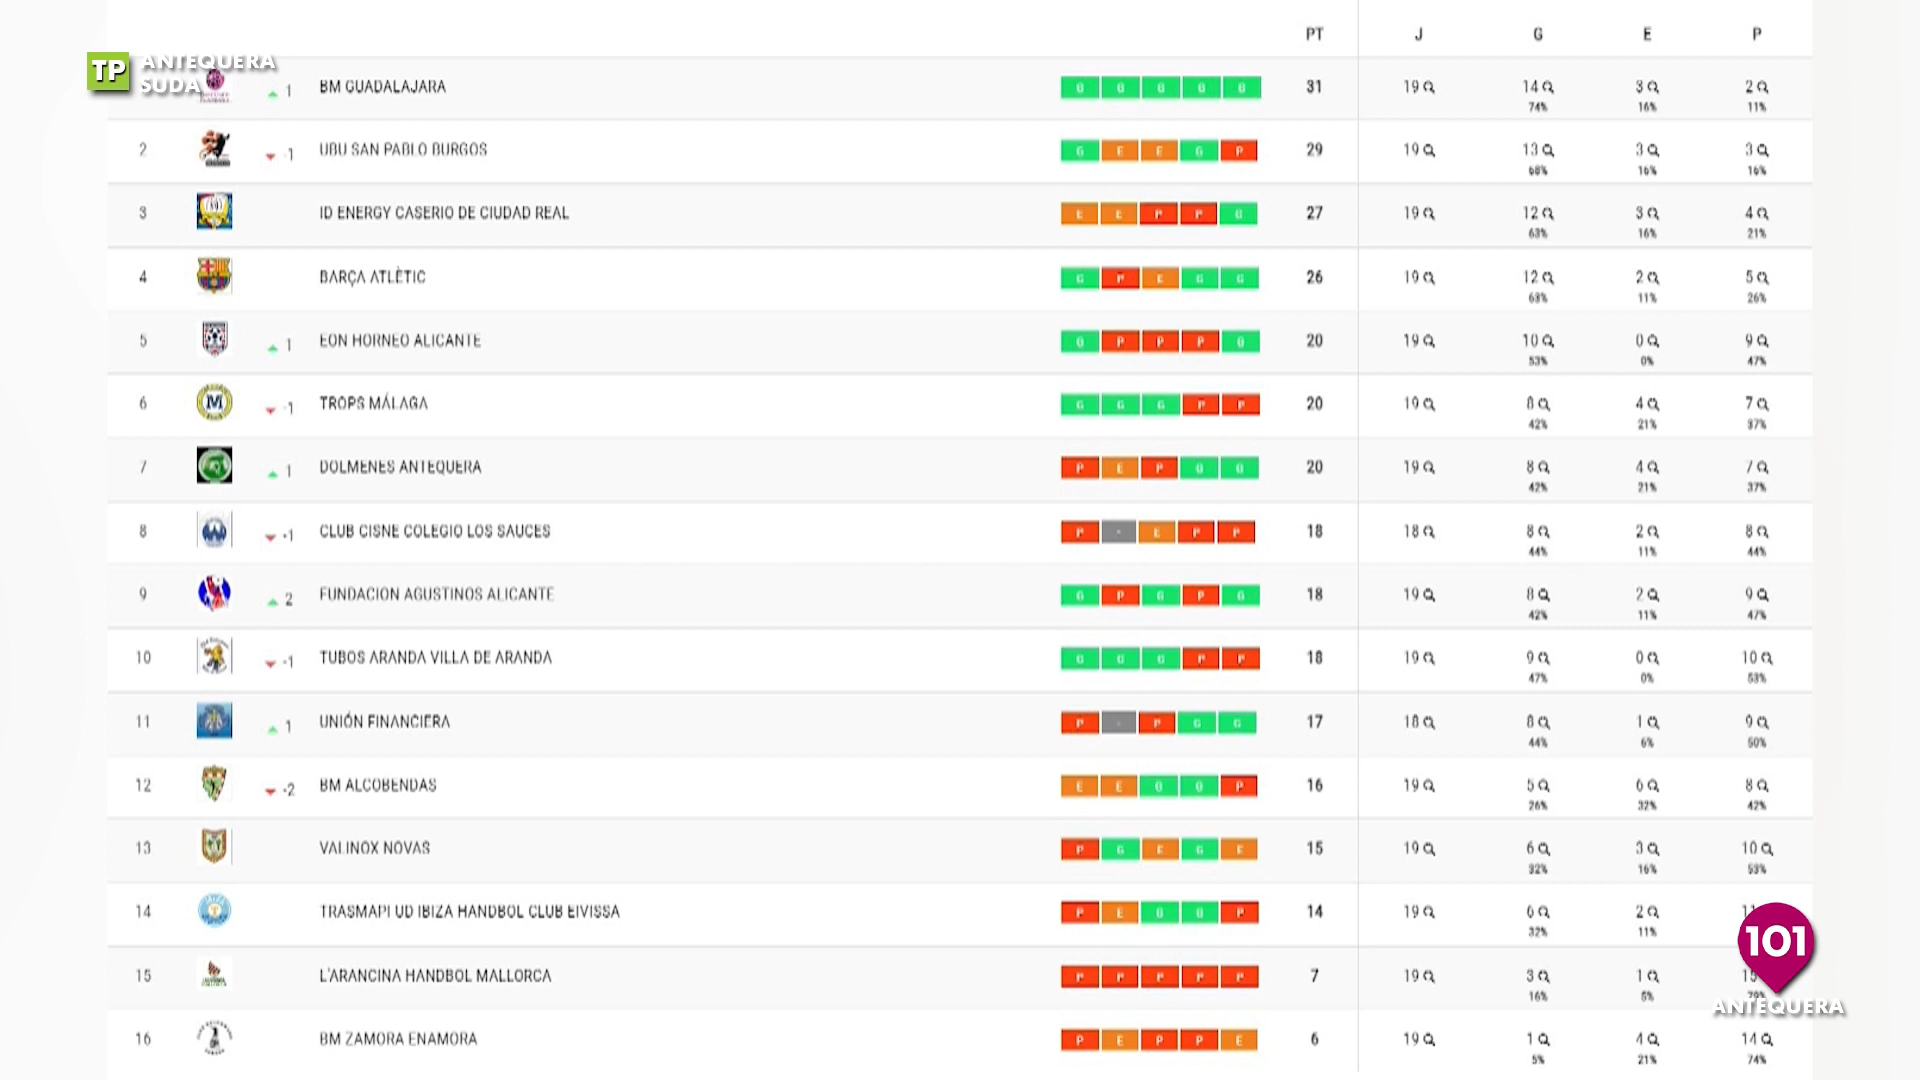 PT J G E P
TP ANTEQUERA
SUDA
1 BM GUADALAJARA G G G G G 31 19 14 3 2
74% 16% 11%
2 -1 UBU SAN PABLO BURGOS G E E G P 29 19 13 3 3
68% 16% 16%
3 ID ENERGY CASERIO DE CIUDAD REAL E E P P G 27 19 12 3 4
63% 16% 21%
4 BARÇA ATLÈTIC G P E G G 26 19 12 2 5
63% 11% 26%
5 1 EON HORNEO ALICANTE G P P P G 20 19 10 0 9
53% 0% 47%
6 -1 TROPS MÁLAGA G G G P P 20 19 8 4 7
42% 21% 37%
7 1 DOLMENES ANTEQUERA P E P G G 20 19 8 4 7
42% 21% 37%
8 -1 CLUB CISNE COLEGIO LOS SAUCES P - E P P 18 18 8 2 8
44% 11% 44%
9 2 FUNDACION AGUSTINOS ALICANTE G P G P G 18 19 8 2 9
42% 11% 47%
10 -1 TUBOS ARANDA VILLA DE ARANDA G G G P P 18 19 9 0 10
47% 0% 53%
11 1 UNIÓN FINANCIERA P - P G G 17 18 8 1 9
44% 6% 50%
12 -2 BM ALCOBENDAS E E G G P 16 19 5 6 8
26% 32% 42%
13 VALINOX NOVAS P G E G E 15 19 6 3 10
32% 16% 53%
14 TRASMAPI UD IBIZA HANDBOL CLUB EIVISSA P E G G P 14 19 6 2
32% 11%
101
15 L'ARANCINA HANDBOL MALLORCA P P P P P 7 19 3 1
16% 5%
ANTEQUERA
16 BM ZAMORA ENAMORA P E P P E 6 19 1 4 14
5% 21% 74%